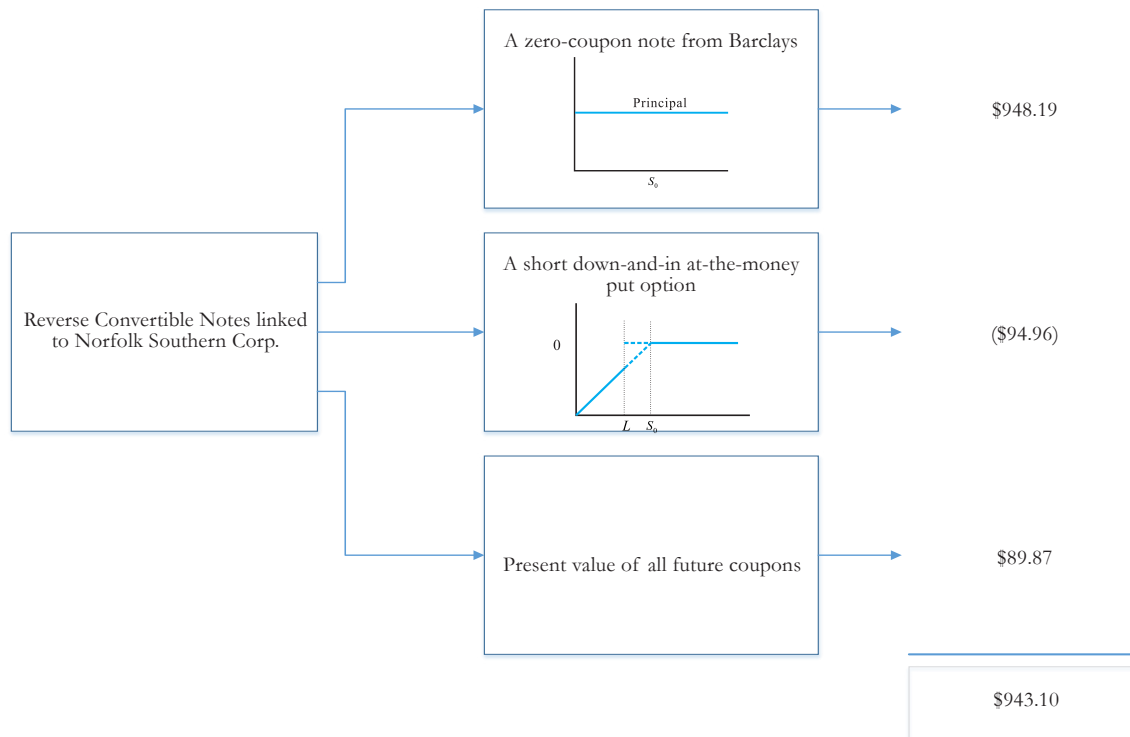 A zero-coupon note from Barclays
Principal
S₀
$948.19
Reverse Convertible Notes linked
to Norfolk Southern Corp.
A short down-and-in at-the-money
put option
0
L S₀
($94.96)
Present value of all future coupons
$89.87
$943.10